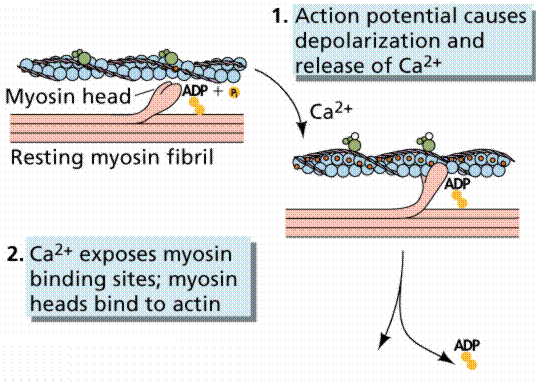 1. Action potential causes
depolarization and
release of Ca2+
Myosin head
ADP + Pi
Resting myosin fibril
Ca2+
ADP
2. Ca2+ exposes myosin
binding sites; myosin
heads bind to actin
ADP